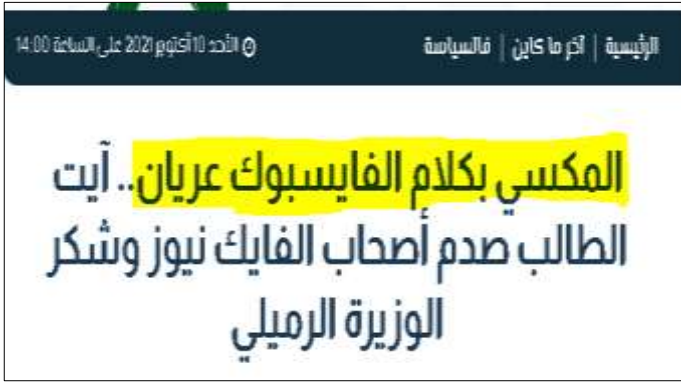 الرئيسية | آخر ما كاين | فالسياسة
الأحد 10 أكتوبر 2021 على الساعة 14:00
المكسي بكلام الفايسبوك عريان.. آيت
الطالب صدم أصحاب الفايك نيوز وشكر
الوزيرة الرميلي